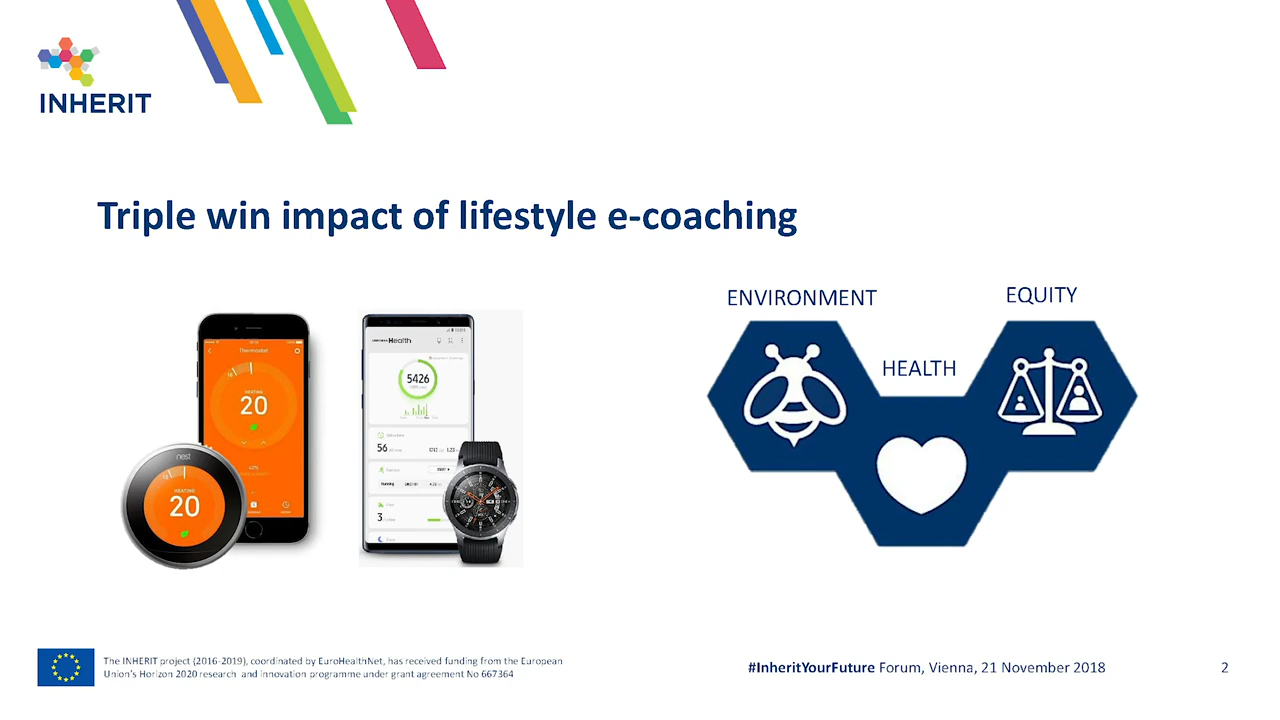 INHERIT
Triple win impact of lifestyle e-coaching
Thermostat
HEATING
20
nest
HEATING
20
Health
5426
56
Running
3
ENVIRONMENT
HEALTH
EQUITY
The INHERIT project (2016-2019), coordinated by EuroHealthNet, has received funding from the European
Union's Horizon 2020 research and innovation programme under grant agreement No 667364
#InheritYourFuture Forum, Vienna, 21 November 2018
2